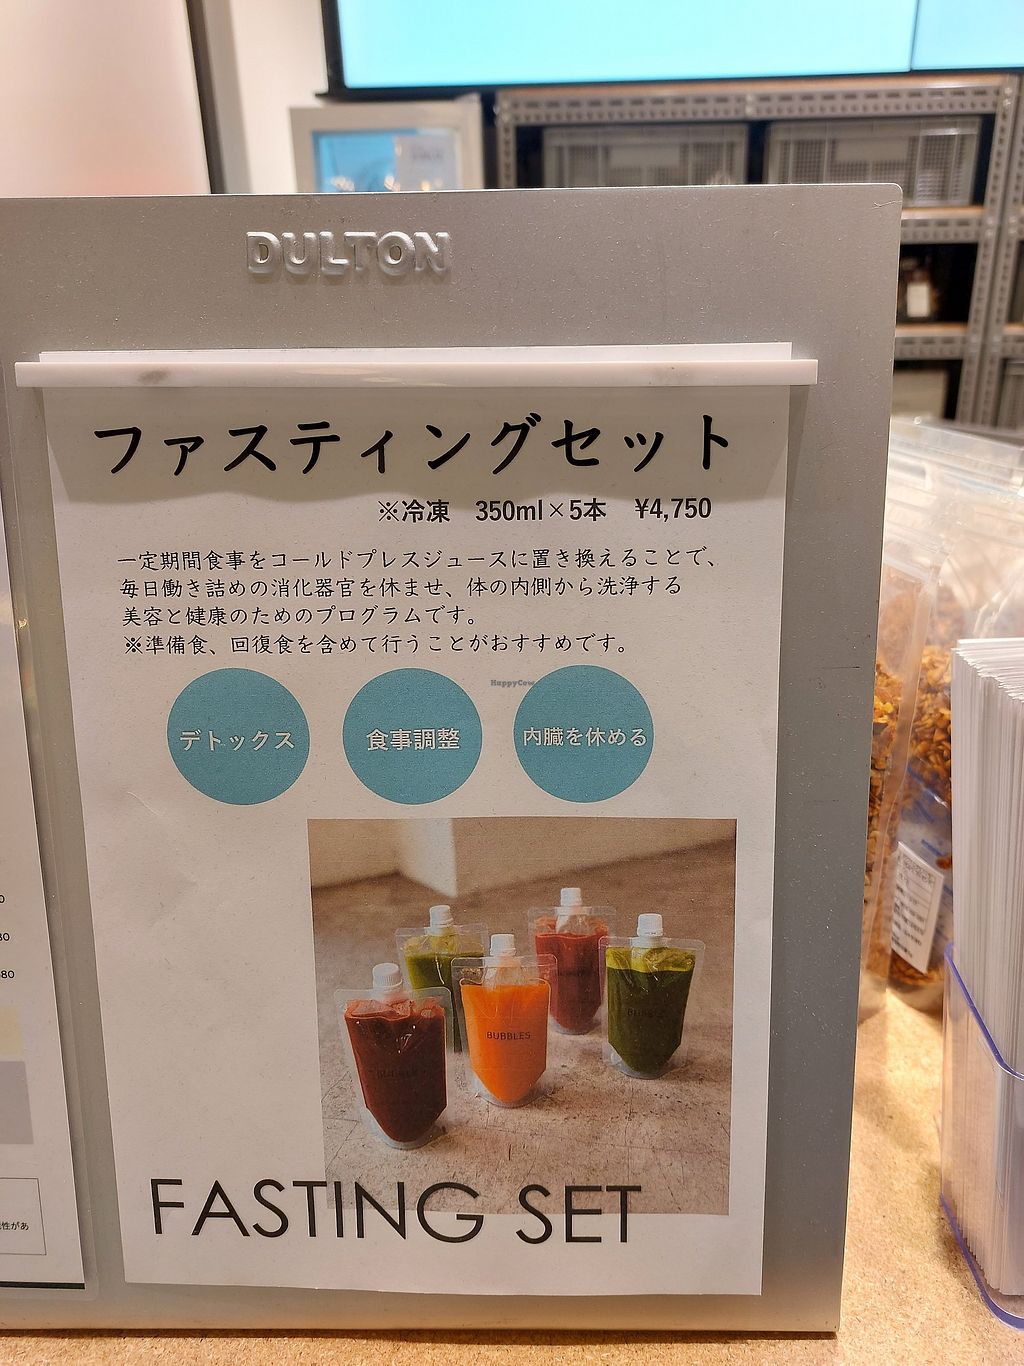 DULTON
ファスティングセット
※冷凍 350ml×5本 ¥4,750
一定期間食事をコールドプレスジュースに置き換えることで、
毎日働き詰めの消化器官を休ませ、体の内側から洗浄する
美容と健康のためのプログラムです。
※準備食、回復食を含めて行うことがおすすめです。
HappyCow
デトックス
食事調整
内臓を休める
BUBBLES
FASTING SET